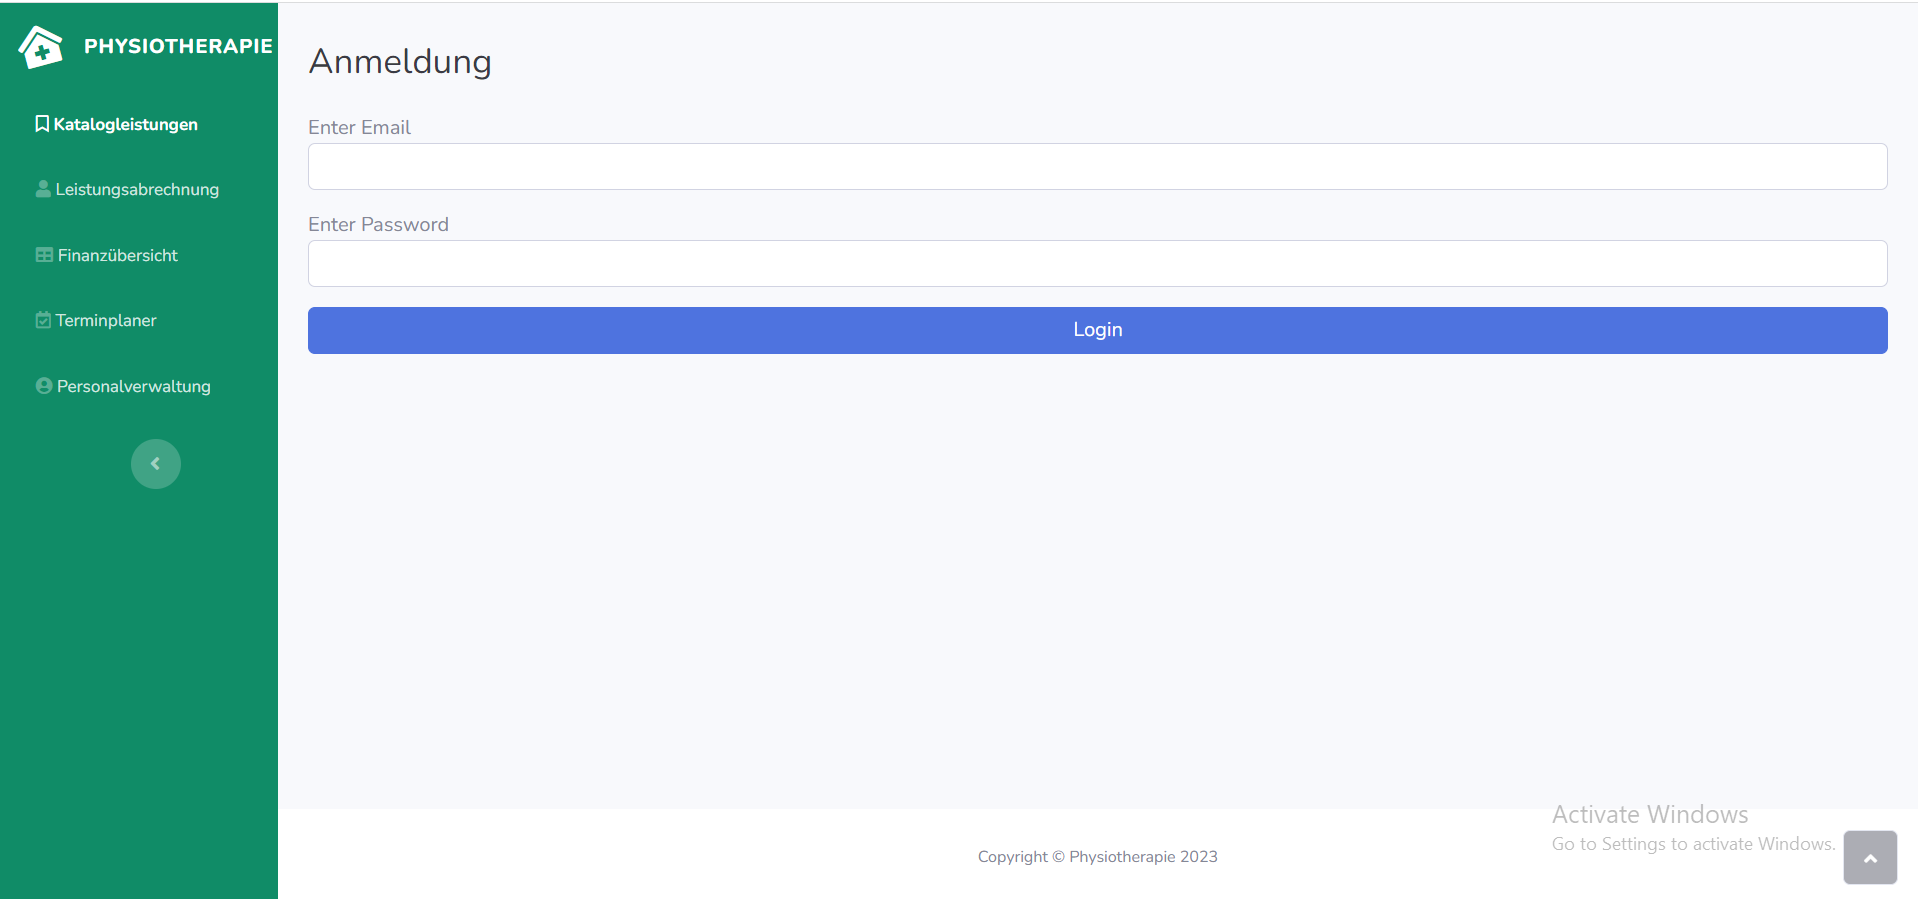 PHYSIOTHERAPIE
Katalogleistungen
Leistungsabrechnung
Finanzübersicht
Terminplaner
Personalverwaltung
Anmeldung
Enter Email
Enter Password
Login
Copyright © Physiotherapie 2023
Activate Windows
Go to Settings to activate Windows.